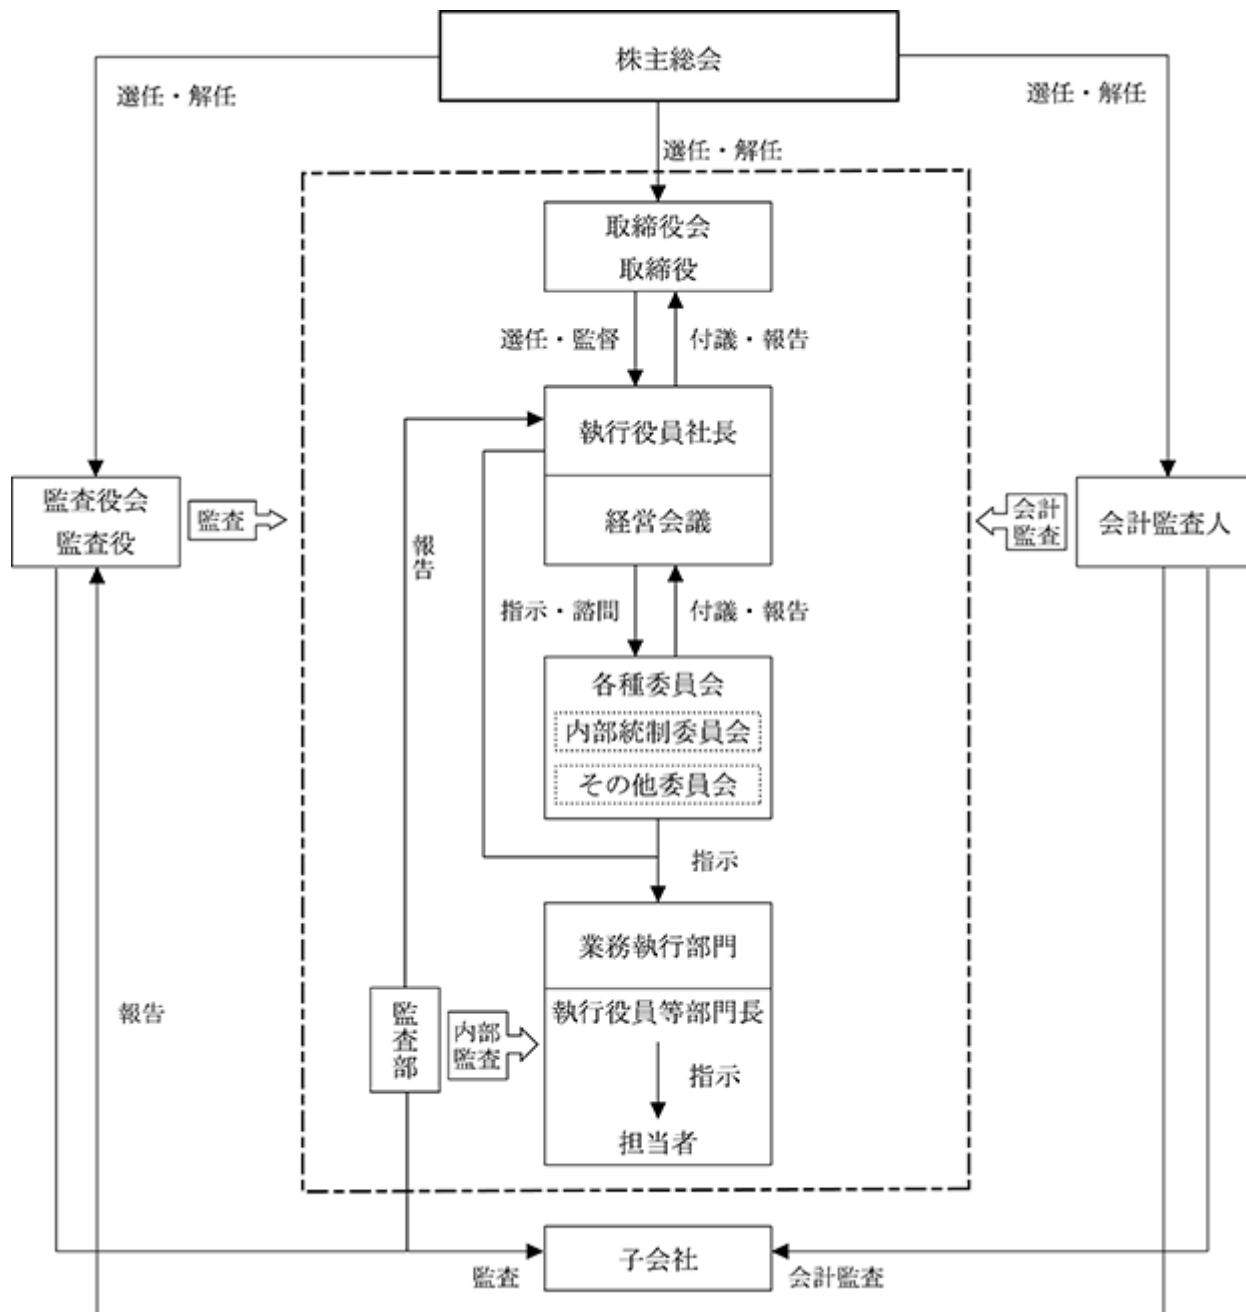 株主総会
選任・解任
選任・解任
選任・解任
取締役会
取締役
選任・監督
付議・報告
執行役員社長
経営会議
監査役会
監査役
監査
会計
監査
会計監査人
報告
指示・諮問
付議・報告
各種委員会
内部統制委員会
その他委員会
指示
業務執行部門
執行役員等部門長
指示
担当者
監査部
内部
監査
報告
子会社
監査
会計監査